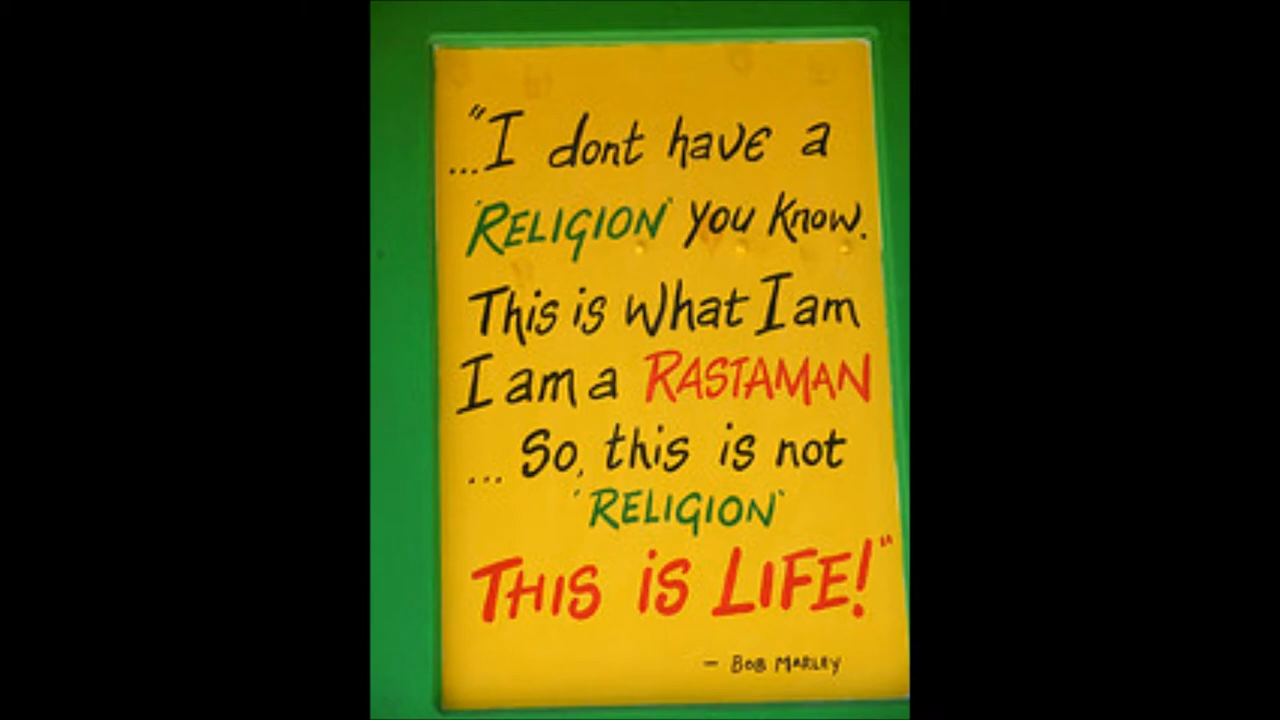 ..."I dont have a
'RELIGION' you know.
This is What I am
I am a RASTAMAN
... So, this is not
'RELIGION'
THIS iS LiFE!"
– BOB MARLEY